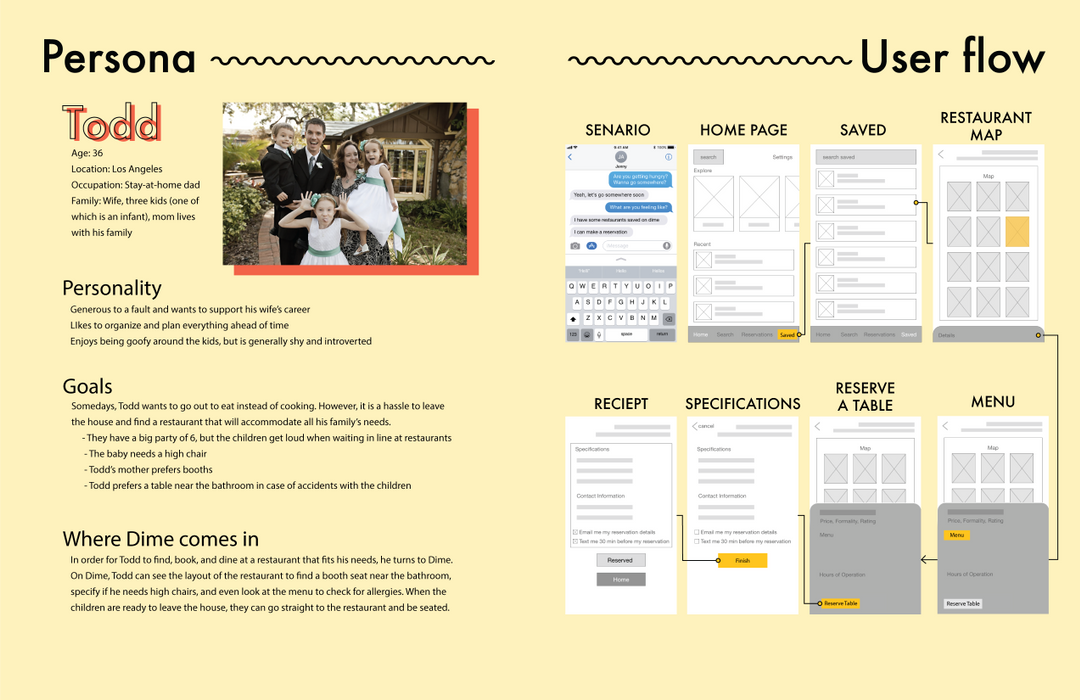 Persona
User flow
Todd
Age: 36
Location: Los Angeles
Occupation: Stay-at-home dad
Family: Wife, three kids (one of
which is an infant), mom lives
with his family
Personality
Generous to a fault and wants to support his wife's career
LIkes to organize and plan everything ahead of time
Enjoys being goofy around the kids, but is generally shy and introverted
Goals
Somedays, Todd wants to go out to eat instead of cooking. However, it is a hassle to leave
the house and find a restaurant that will accommodate all his family's needs.
- They have a big party of 6, but the children get loud when waiting in line at restaurants
- The baby needs a high chair
- Todd's mother prefers booths
- Todd prefers a table near the bathroom in case of accidents with the children
Where Dime comes in
In order for Todd to find, book, and dine at a restaurant that fits his needs, he turns to Dime.
On Dime, Todd can see the layout of the restaurant to find a booth seat near the bathroom,
specify if he needs high chairs, and even look at the menu to check for allergies. When the
children are ready to leave the house, they can go straight to the restaurant and be seated.
SENARIO
9:41 AM
Jenny
Are you getting hungry?
Wanna go somewhere?
Yeah, let's go somewhere soon
What are you feeling like?
I have some restaurants saved on dime
I can make a reservation
Q W E R T Y U O I P
A S D F G H J K L
Z X C V B N M
123
space
return
HOME PAGE
search
Settings
Explore
Recent
Home
Search
Reservations
Saved
SAVED
search saved
Home
Search
Reservations
Saved
RESTAURANT
MAP
Map
Details
RECIEPT
Specifications
Contact Information
Email me my reservation details
Text me 30 min before my reservation
Reserved
Home
SPECIFICATIONS
cancel
Specifications
Contact Information
Email me my reservation details
Text me 30 min before my reservation
Finish
RESERVE
A TABLE
Map
Price, Formality, Rating
Menu
Hours of Operation
Reserve Table
MENU
Map
Price, Formality, Rating
Menu
Hours of Operation
Reserve Table